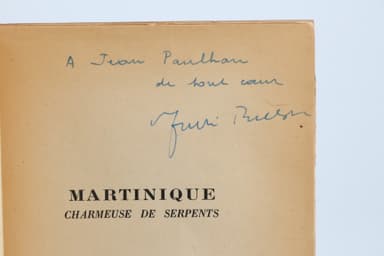 A Jean Paulhan
de tout cœur
André Breton
MARTINIQUE
CHARMEUSE DE SERPENTS